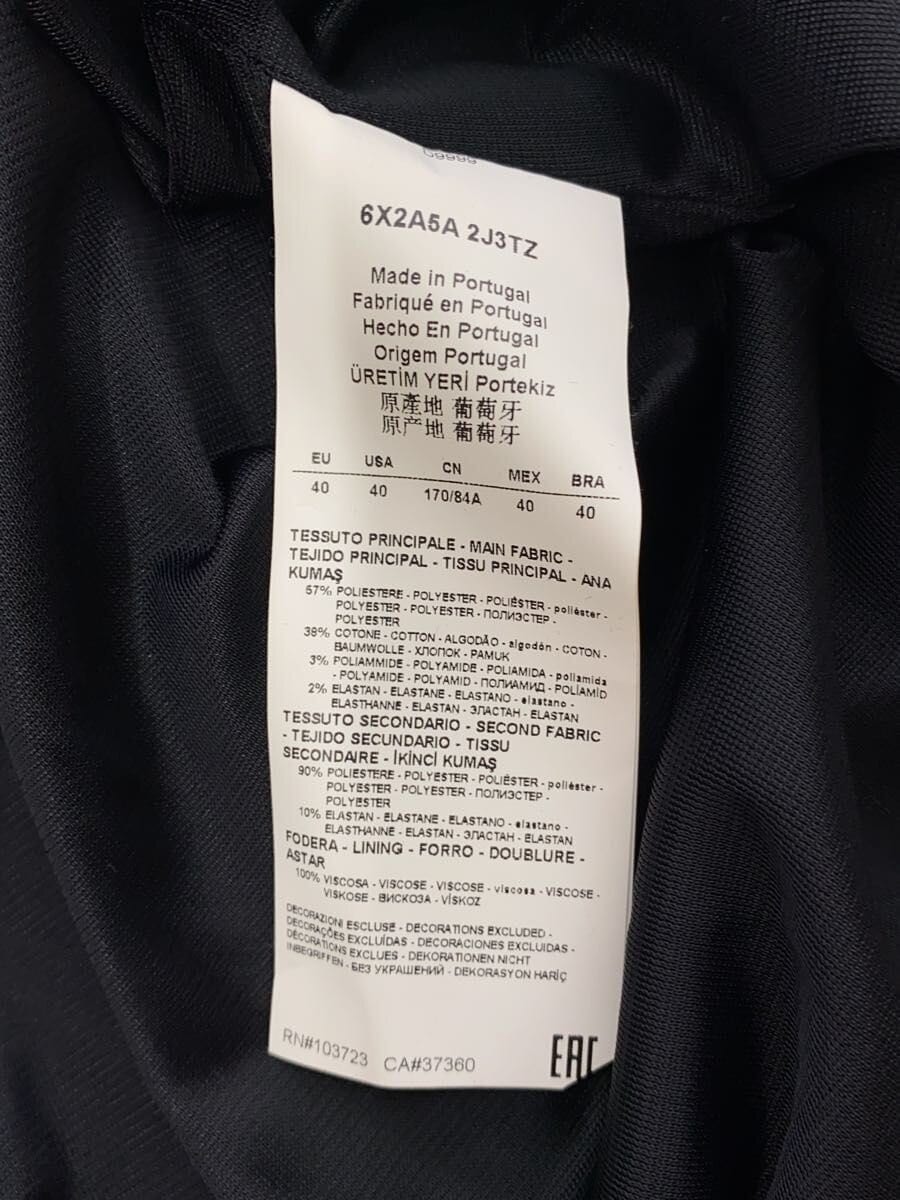 6X2A5A 2J3TZ
Made in Portugal
Fabriqué en Portugal
Hecho En Portugal
Origem Portugal
ÜRETİM YERİ Portekiz
原產地 葡萄牙
原产地 葡萄牙
EU USA CN MEX BRA
40 40 170/84A 40 40
TESSUTO PRINCIPALE - MAIN FABRIC -
TEJIDO PRINCIPAL - TISSU PRINCIPAL - ANA
KUMAŞ
57% POLIESTERE - POLYESTER - POLIÉSTER - poliéster -
POLYESTER - POLYESTER - ПОЛИЭСТЕР -
POLYESTER
38% COTONE - COTTON - ALGODÃO - algodón - COTON -
BAUMWOLLE - ХЛОПОК - PAMUK
3% POLIAMMIDE - POLYAMIDE - POLIAMIDA - poliamida
- POLYAMIDE - POLYAMID - ПОЛИАМИД - POLİAMİD
2% ELASTAN - ELASTANE - ELASTANO - elastano -
ELASTHANNE - ELASTAN - ЭЛАСТАН - ELASTAN
TESSUTO SECONDARIO - SECOND FABRIC
- TEJIDO SECUNDARIO - TISSU
SECONDAIRE - İKİNCİ KUMAŞ
90% POLIESTERE - POLYESTER - POLIÉSTER - poliéster -
POLYESTER - POLYESTER - ПОЛИЭСТЕР -
POLYESTER
10% ELASTAN - ELASTANE - ELASTANO - elastano -
ELASTHANNE - ELASTAN - ЭЛАСТАН - ELASTAN
FODERA - LINING - FORRO - DOUBLURE -
ASTAR
100% VISCOSA - VISCOSE - VISCOSE - viscosa - VISCOSE -
VISKOSE - ВИСКОЗА - VİSKOZ
DECORAZIONI ESCLUSE - DECORATIONS EXCLUDED -
DECORAÇÕES EXCLUÍDAS - DECORACIONES EXCLUIDAS -
DÉCORATIONS EXCLUES - DEKORATIONEN NICHT
INBEGRIFFEN - БЕЗ УКРАШЕНИЙ - DEKORASYON HARİÇ
RN#103723 CA#37360
EAC